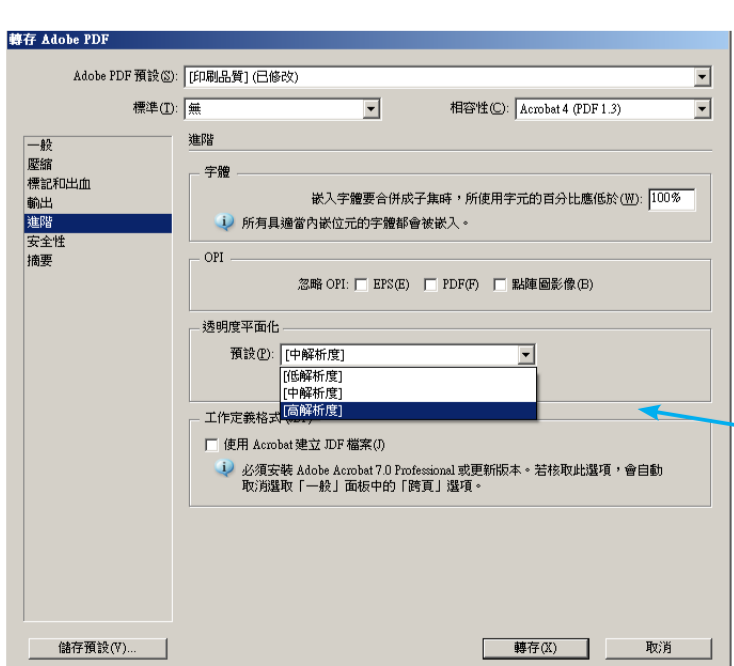 轉存 Adobe PDF
Adobe PDF 預設(S): [印刷品質] (已修改)
標準(T): 無 相容性(C): Acrobat 4 (PDF 1.3)
一般
壓縮
標記和出血
輸出
進階
安全性
摘要
進階
字體
嵌入字體要合併成子集時，所使用字元的百分比應低於(W): 100%
所有具適當內嵌位元的字體都會被嵌入。
OPI
忽略 OPI: EPS(E) PDF(F) 點陣圖影像(B)
透明度平面化
預設(P): [中解析度]
[低解析度]
[中解析度]
[高解析度]
工作定義格式
使用 Acrobat 建立 JDF 檔案(J)
必須安裝 Adobe Acrobat 7.0 Professional 或更新版本。若核取此選項，會自動
取消選取「一般」面板中的「跨頁」選項。
儲存預設(V)... 轉存(X) 取消